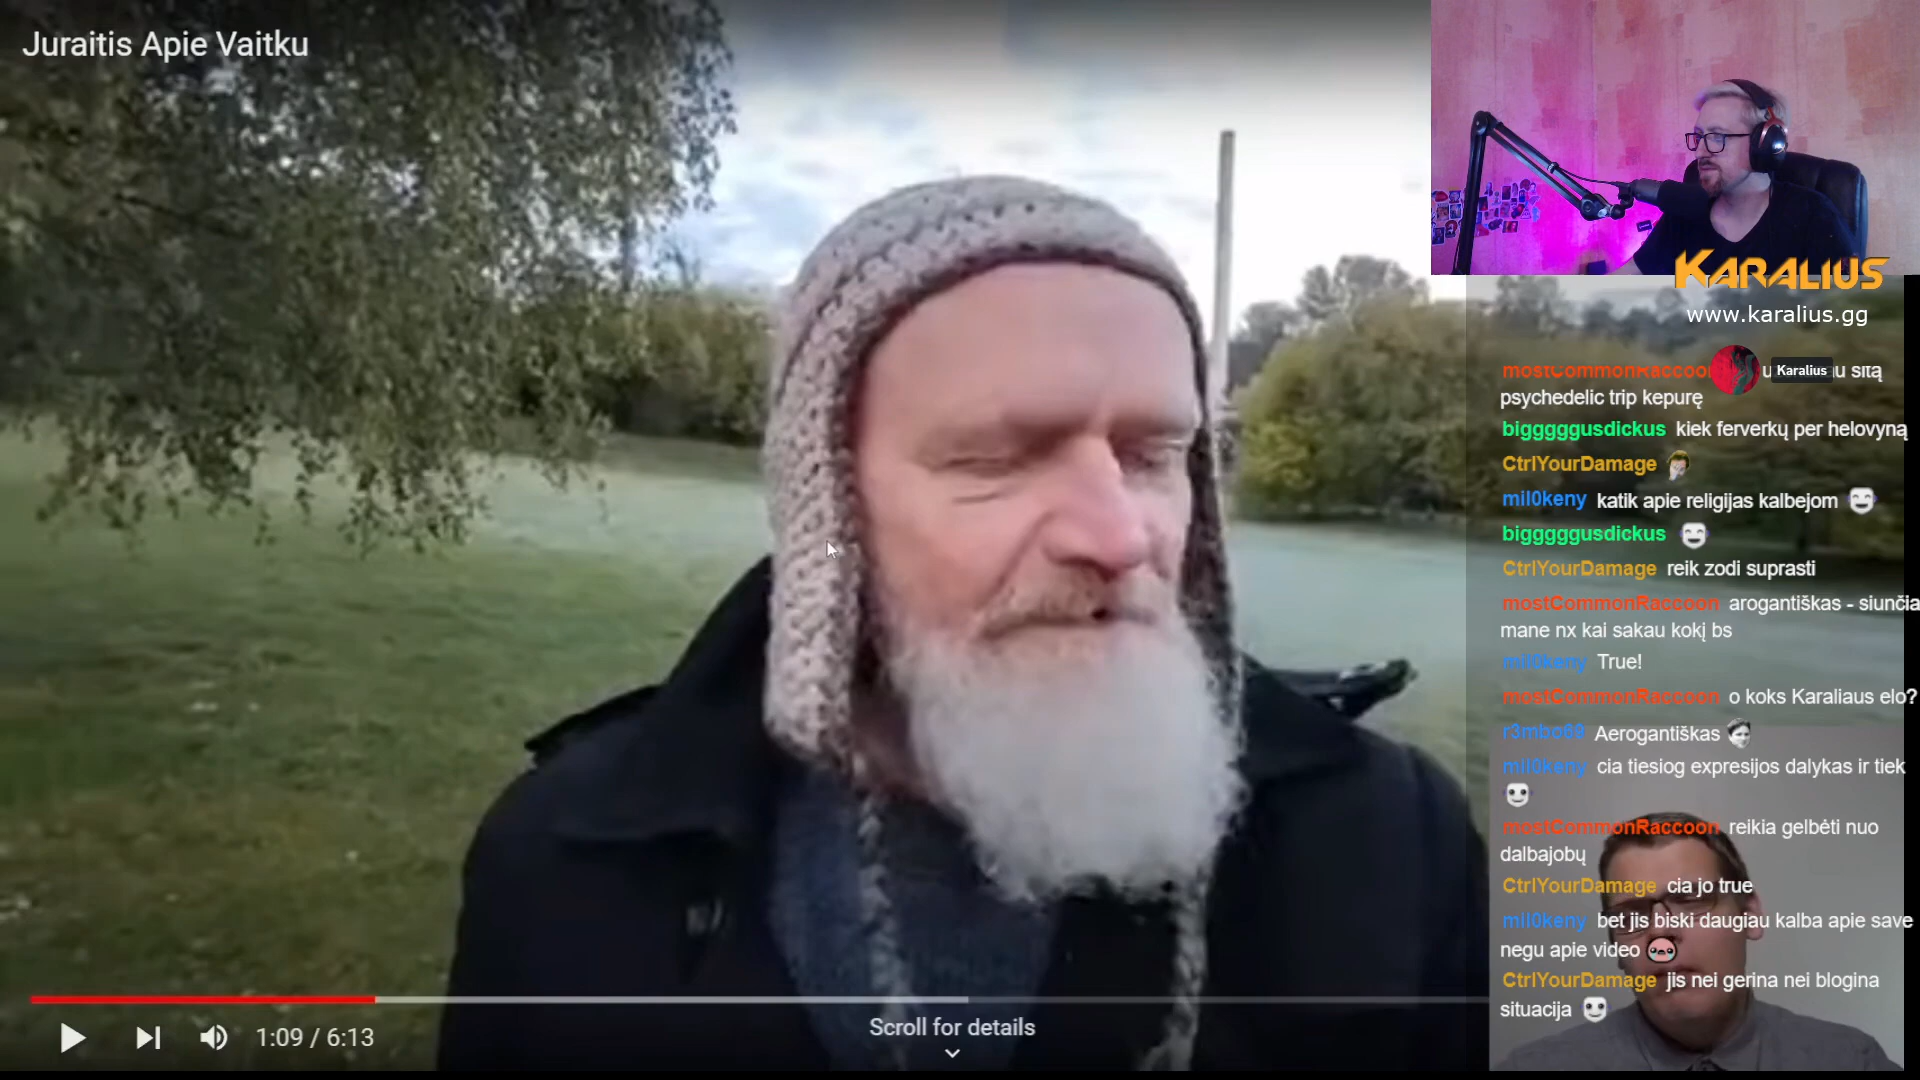 Juraitis Apie Vaitku
KARALIUS
www.karalius.gg
mostCommonRaccoon
Karalius
šitą
psychedelic trip kepurę
bigggggusdickus kiek ferverkų per helovyną
CtrlYourDamage
mil0keny katik apie religijas kalbejom
bigggggusdickus
CtrlYourDamage reik zodi suprasti
mostCommonRaccoon arogantiškas - siunčia
mane nx kai sakau kokį bs
mil0keny True!
mostCommonRaccoon o koks Karaliaus elo?
r3mbo69 Aerogantiškas
mil0keny cia tiesiog expresijos dalykas ir tiek
mostCommonRaccoon reikia gelbėti nuo
dalbajobų
CtrlYourDamage cia jo true
mil0keny bet jis biski daugiau kalba apie save
negu apie video
CtrlYourDamage jis nei gerina nei blogina
situacija
1:09 / 6:13
Scroll for details